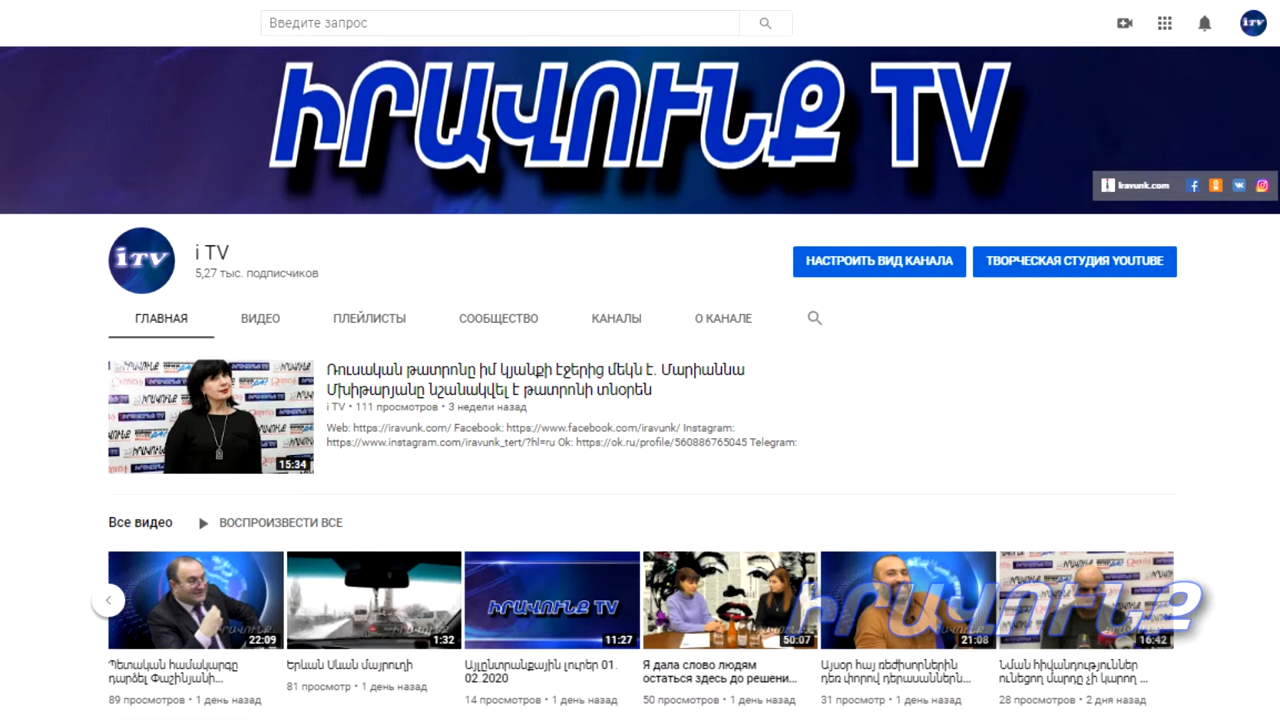 Введите запрос
iTV
ԻՐԱՎՈՒՆՔ TV
Iravunk.com
iTV
i TV
5,27 тыс. подписчиков
НАСТРОИТЬ ВИД КАНАЛА
ТВОРЧЕСКАЯ СТУДИЯ YOUTUBE
ГЛАВНАЯ ВИДЕО ПЛЕЙЛИСТЫ СООБЩЕСТВО КАНАЛЫ О КАНАЛЕ
15:34
Ռուսական թատրոնը իմ կյանքի էջերից մեկն է. Մարիաննա
Մխիթարյանը նշանակվել է թատրոնի տնօրեն
i TV • 111 просмотров • 3 недели назад
Web: https://iravunk.com/ Facebook: https://www.facebook.com/iravunk/ Instagram:
https://www.instagram.com/iravunk_tert/?hl=ru Ok: https://ok.ru/profile/560886765045 Telegram:
Все видео ВОСПРОИЗВЕСТИ ВСЕ
ԻՐԱՎՈՒՆՔ TV
ԻՐԱՎՈՒՆՔ
22:09 1:32 11:27 50:07 21:08 16:42
Պետական համակարգը
դարձել Փաշինյանի...
89 просмотров • 1 день назад
Երևան Սևան մայրուղի
81 просмотр • 1 день назад
Այլընտրանքային լուրեր 01.
02.2020
14 просмотров • 1 день назад
Я дала слово людям
остаться здесь до решени...
50 просмотров • 1 день назад
Այսօր հայ ռեժիսորներին
դեռ փորով դերասաններն...
31 просмотр • 1 день назад
Նման հիվանդություններ
ունեցող մարդը չի կարող ...
28 просмотров • 2 дня назад